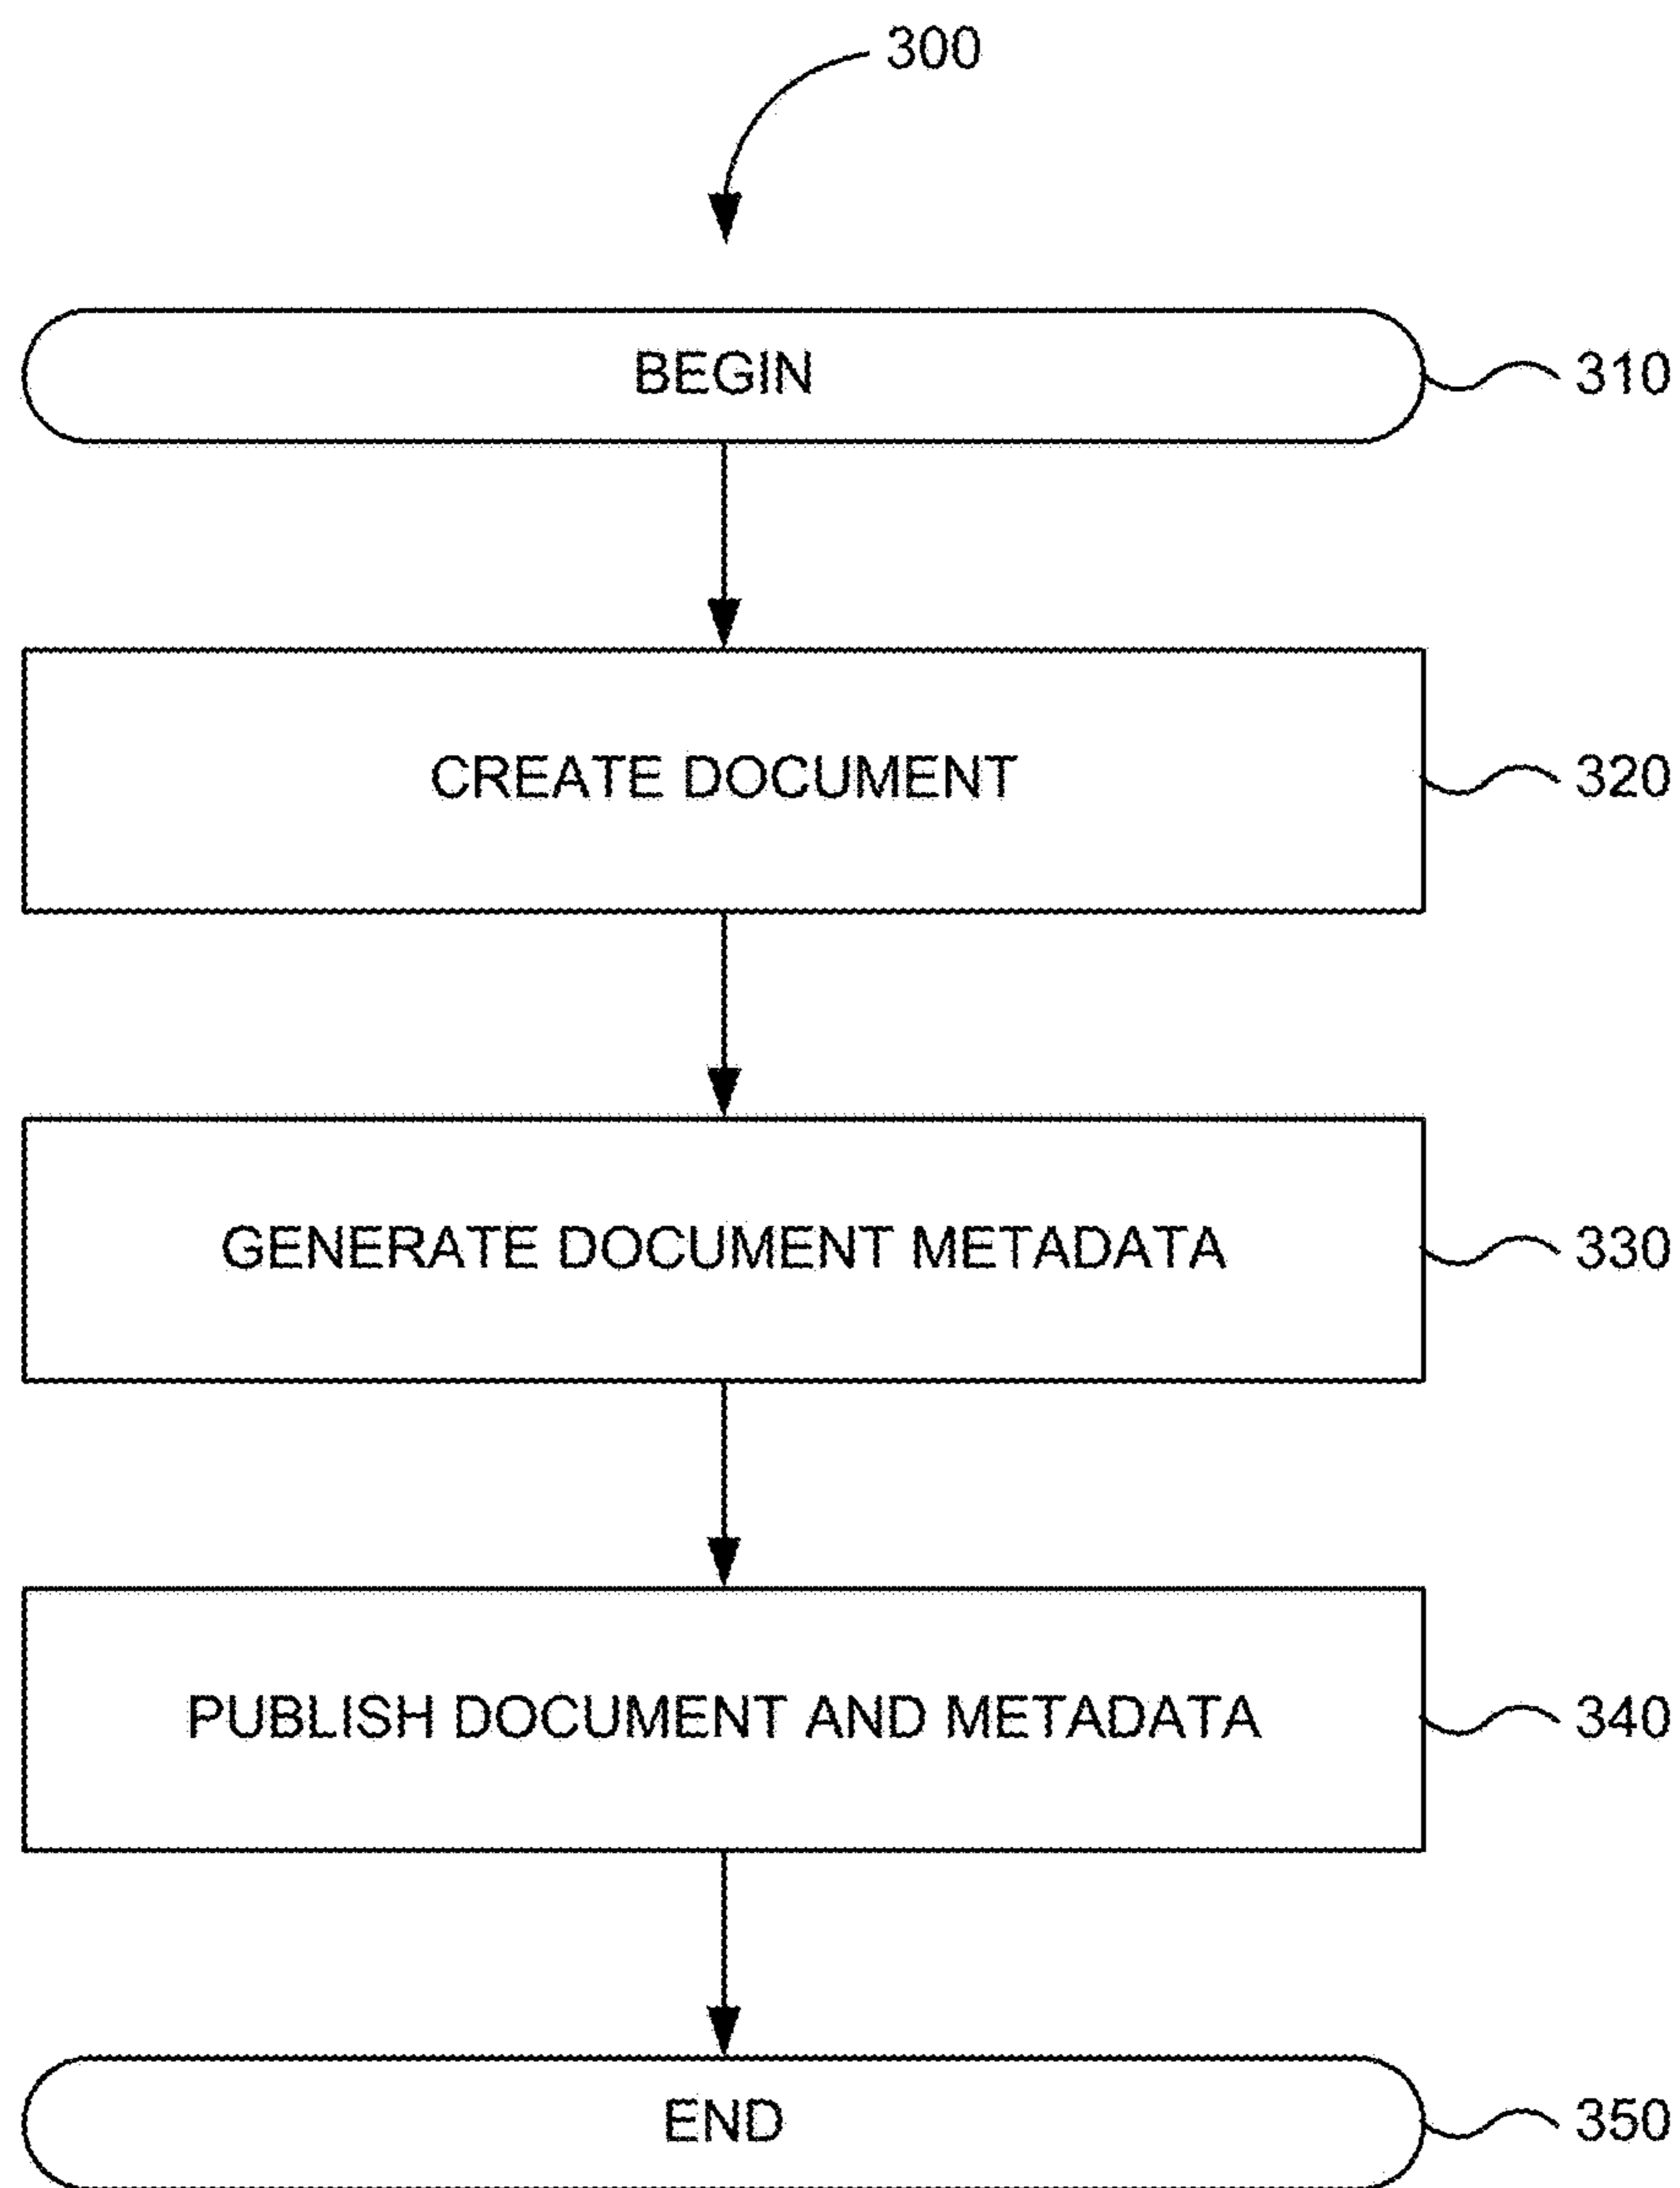 300
BEGIN 310
CREATE DOCUMENT 320
GENERATE DOCUMENT METADATA 330
PUBLISH DOCUMENT AND METADATA 340
END 350